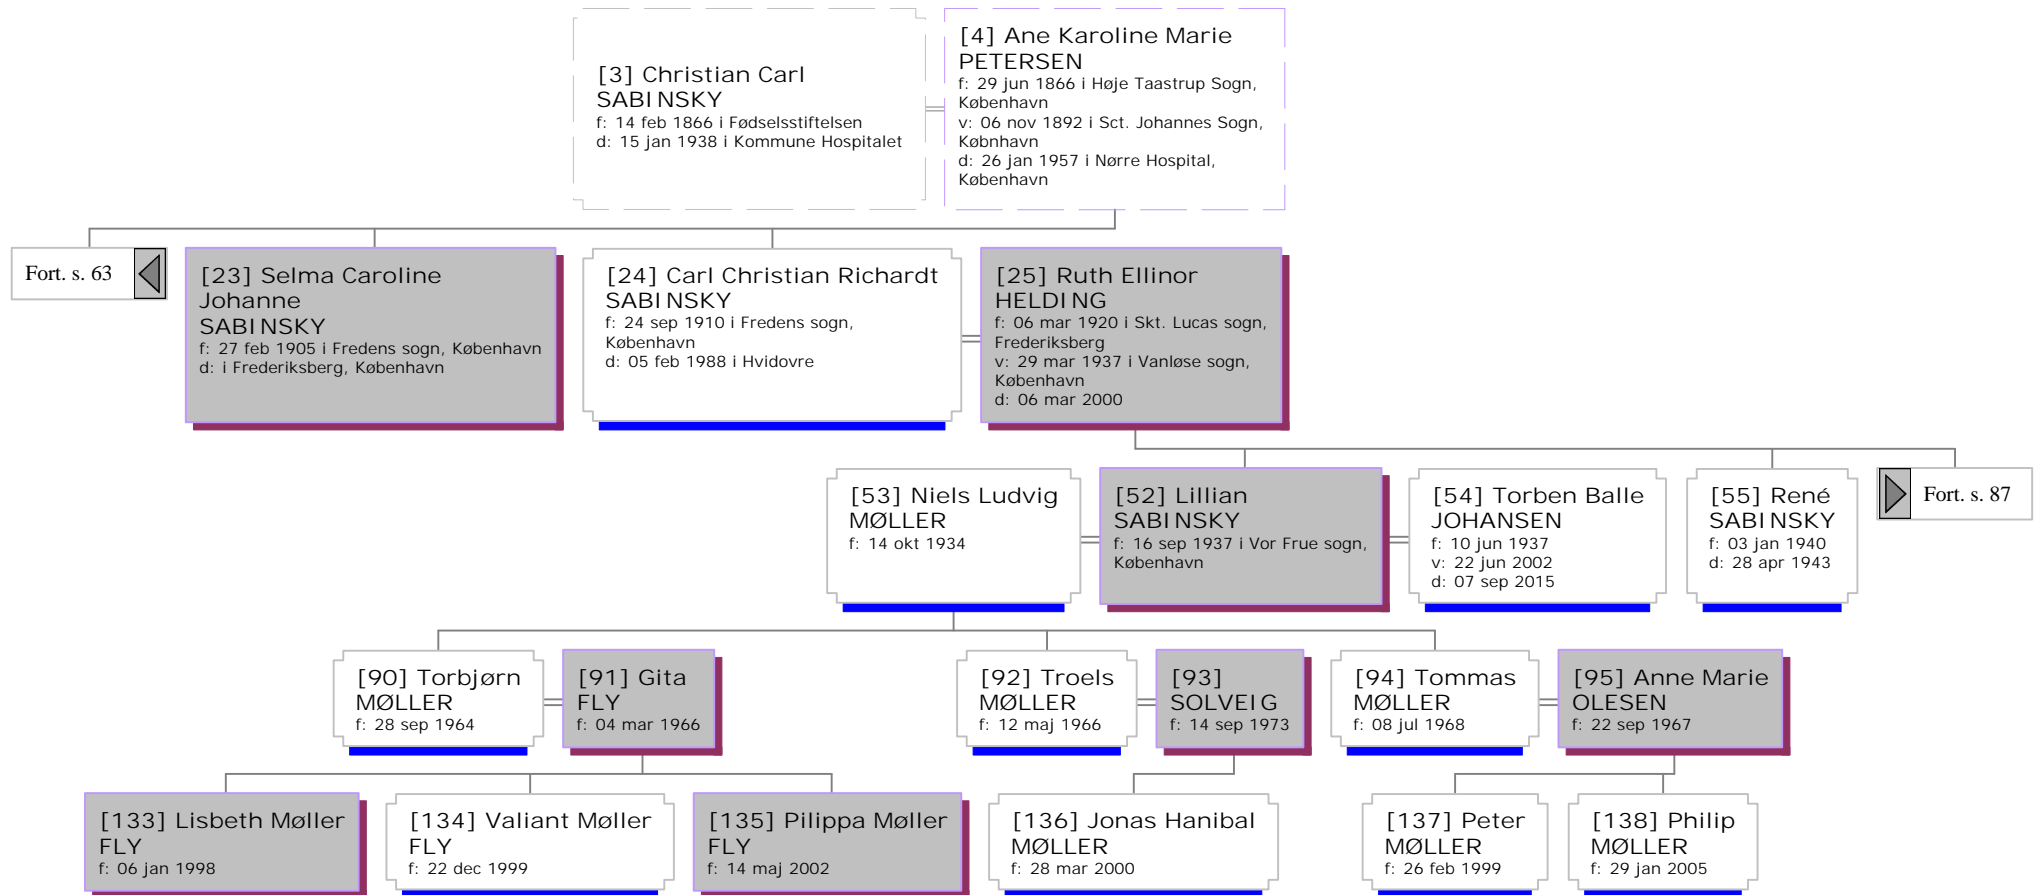 [3] Christian Carl
SABINSKY
f: 14 feb 1866 i Fødselsstiftelsen
d: 15 jan 1938 i Kommune Hospitalet
[4] Ane Karoline Marie
PETERSEN
f: 29 jun 1866 i Høje Taastrup Sogn,
København
v: 06 nov 1892 i Sct. Johannes Sogn,
Købnhavn
d: 26 jan 1957 i Nørre Hospital,
København
Fort. s. 63
[23] Selma Caroline
Johanne
SABINSKY
f: 27 feb 1905 i Fredens sogn, København
d: i Frederiksberg, København
[24] Carl Christian Richardt
SABINSKY
f: 24 sep 1910 i Fredens sogn,
København
d: 05 feb 1988 i Hvidovre
[25] Ruth Ellinor
HELDING
f: 06 mar 1920 i Skt. Lucas sogn,
Frederiksberg
v: 29 mar 1937 i Vanløse sogn,
København
d: 06 mar 2000
[53] Niels Ludvig
MØLLER
f: 14 okt 1934
[52] Lillian
SABINSKY
f: 16 sep 1937 i Vor Frue sogn,
København
[54] Torben Balle
JOHANSEN
f: 10 jun 1937
v: 22 jun 2002
d: 07 sep 2015
[55] René
SABINSKY
f: 03 jan 1940
d: 28 apr 1943
Fort. s. 87
[90] Torbjørn
MØLLER
f: 28 sep 1964
[91] Gita
FLY
f: 04 mar 1966
[92] Troels
MØLLER
f: 12 maj 1966
[93]
SOLVEIG
f: 14 sep 1973
[94] Tommas
MØLLER
f: 08 jul 1968
[95] Anne Marie
OLESEN
f: 22 sep 1967
[133] Lisbeth Møller
FLY
f: 06 jan 1998
[134] Valiant Møller
FLY
f: 22 dec 1999
[135] Pilippa Møller
FLY
f: 14 maj 2002
[136] Jonas Hanibal
MØLLER
f: 28 mar 2000
[137] Peter
MØLLER
f: 26 feb 1999
[138] Philip
MØLLER
f: 29 jan 2005